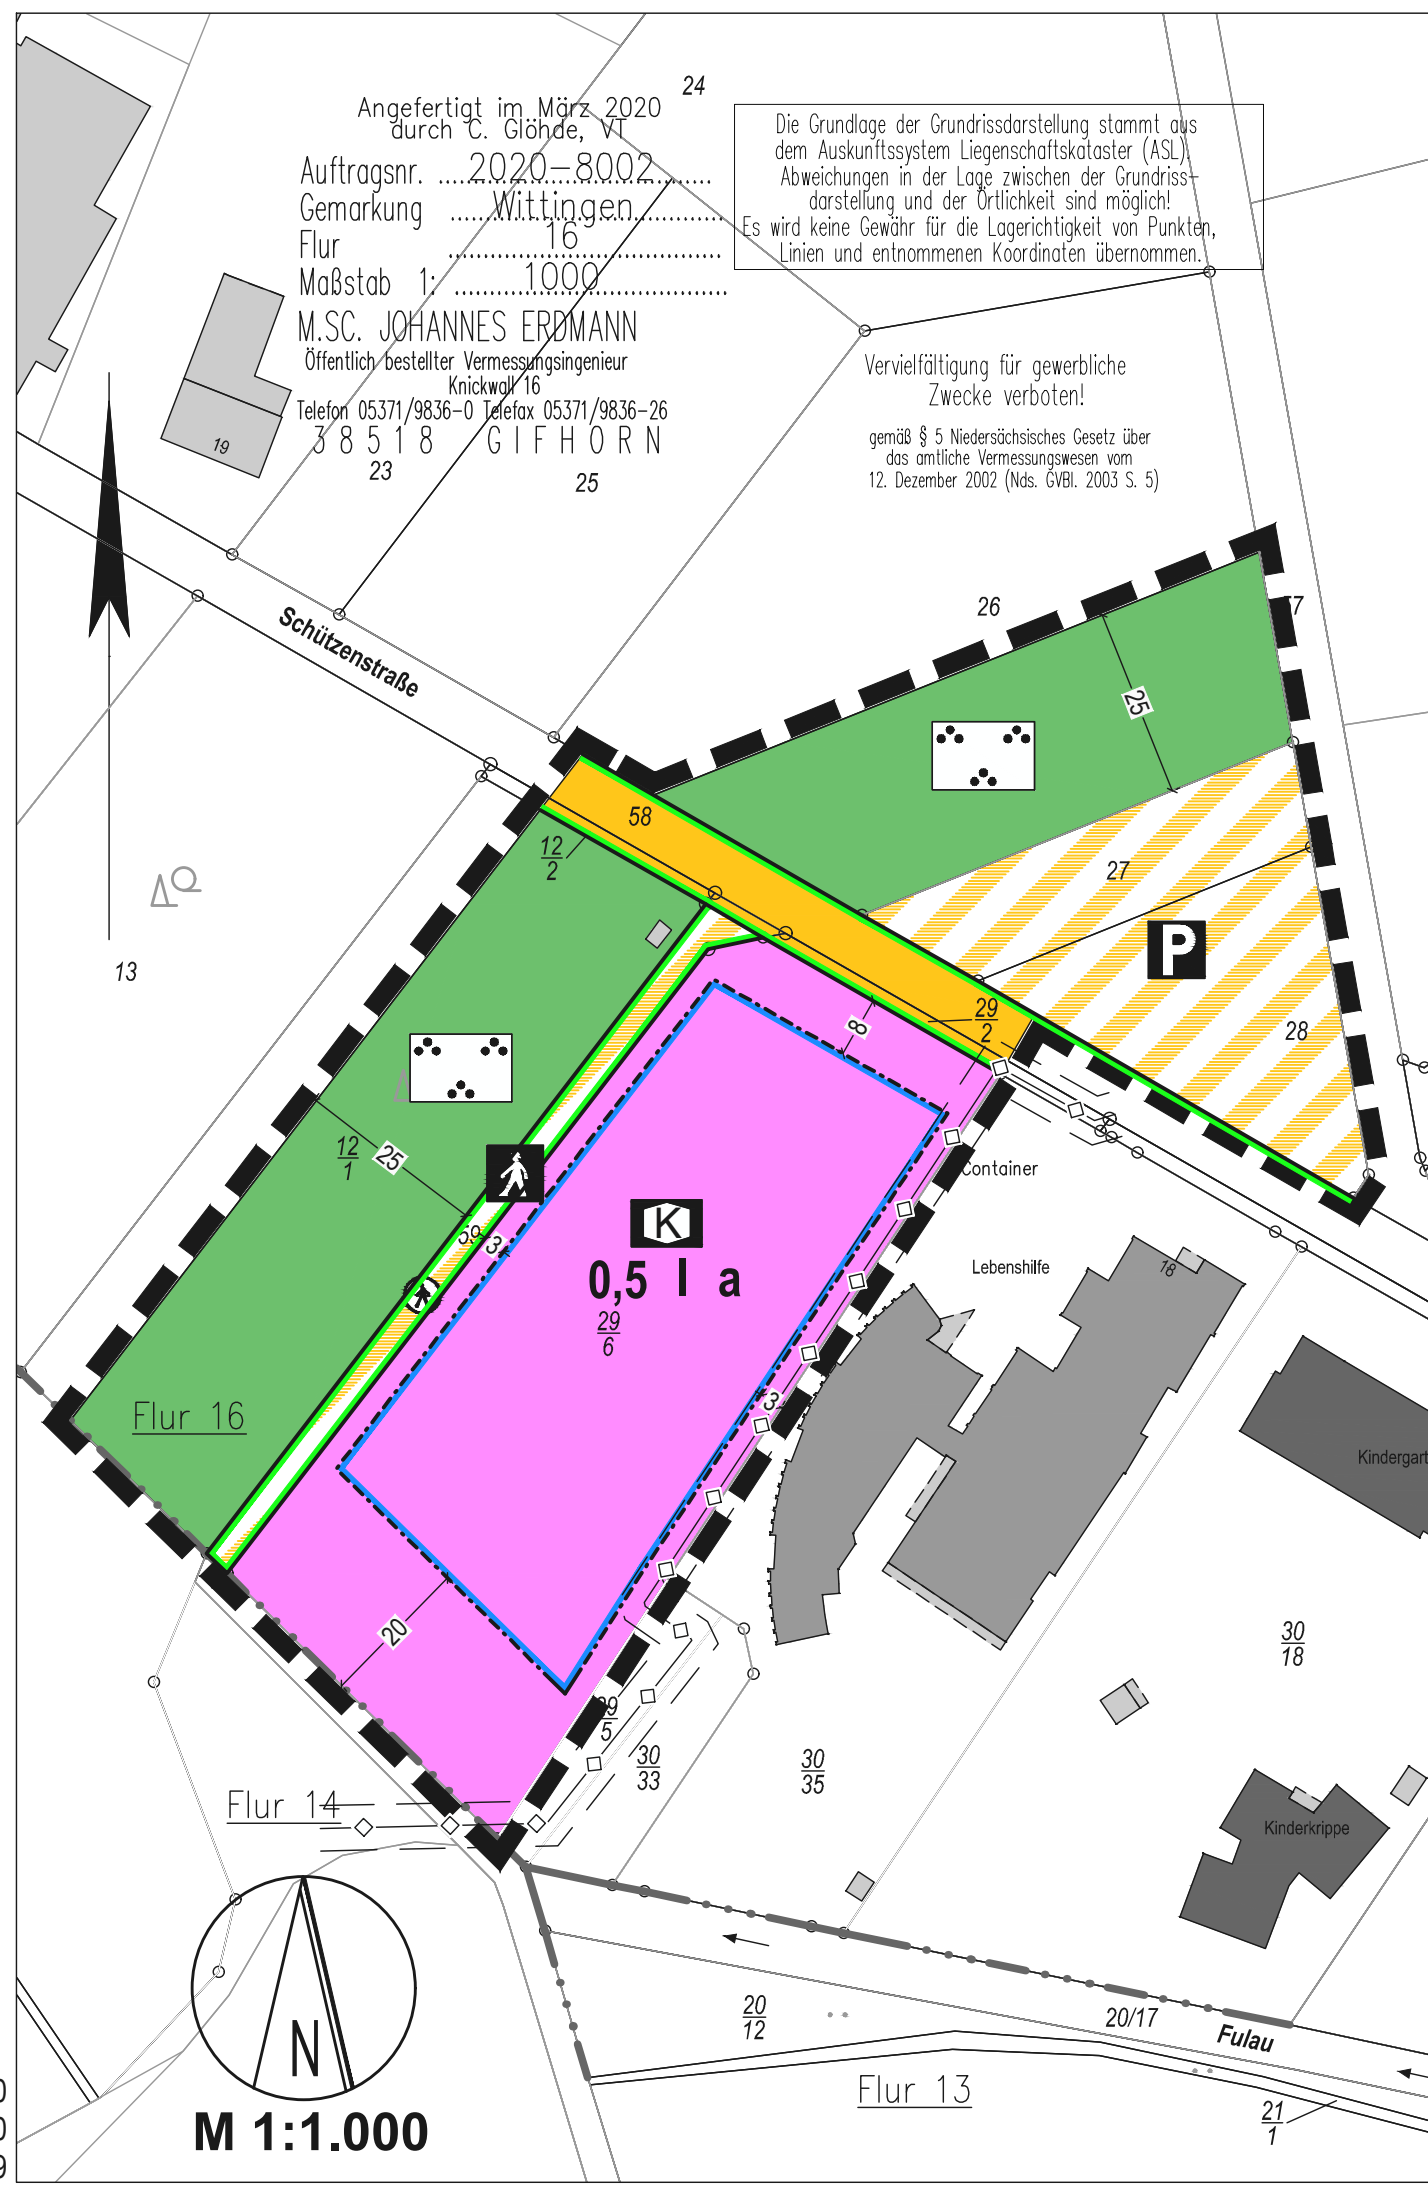 24
Angefertigt im März 2020
durch C. Glöhde, VT
Auftragsnr. 2020-8002
Gemarkung Wittingen
Flur 16
Maßstab 1: 1000
M.SC. JOHANNES ERDMANN
Öffentlich bestellter Vermessungsingenieur
Knickwall 16
Telefon 05371/9836-0 Telefax 05371/9836-26
38518 GIFHORN
Die Grundlage der Grundrissdarstellung stammt aus
dem Auskunftssystem Liegenschaftskataster (ASL).
Abweichungen in der Lage zwischen der Grundriss-
darstellung und der Örtlichkeit sind möglich!
Es wird keine Gewähr für die Lagerichtigkeit von Punkten,
Linien und entnommenen Koordinaten übernommen.
Vervielfältigung für gewerbliche
Zwecke verboten!
gemäß § 5 Niedersächsisches Gesetz über
das amtliche Vermessungswesen vom
12. Dezember 2002 (Nds. GVBl. 2003 S. 5)
19
23
25
Schützenstraße
26
25
58
12
2
27
P
13
29
2
28
8
12
1
25
Container
K
0,5 I a
29
6
5,9
3
Lebenshilfe
18
3
Flur 16
Kindergart
20
30
18
29
5
30
33
30
35
Flur 14
Kinderkrippe
N
20
12
20/17
Fulau
Flur 13
21
1
M 1:1.000
0
0
9